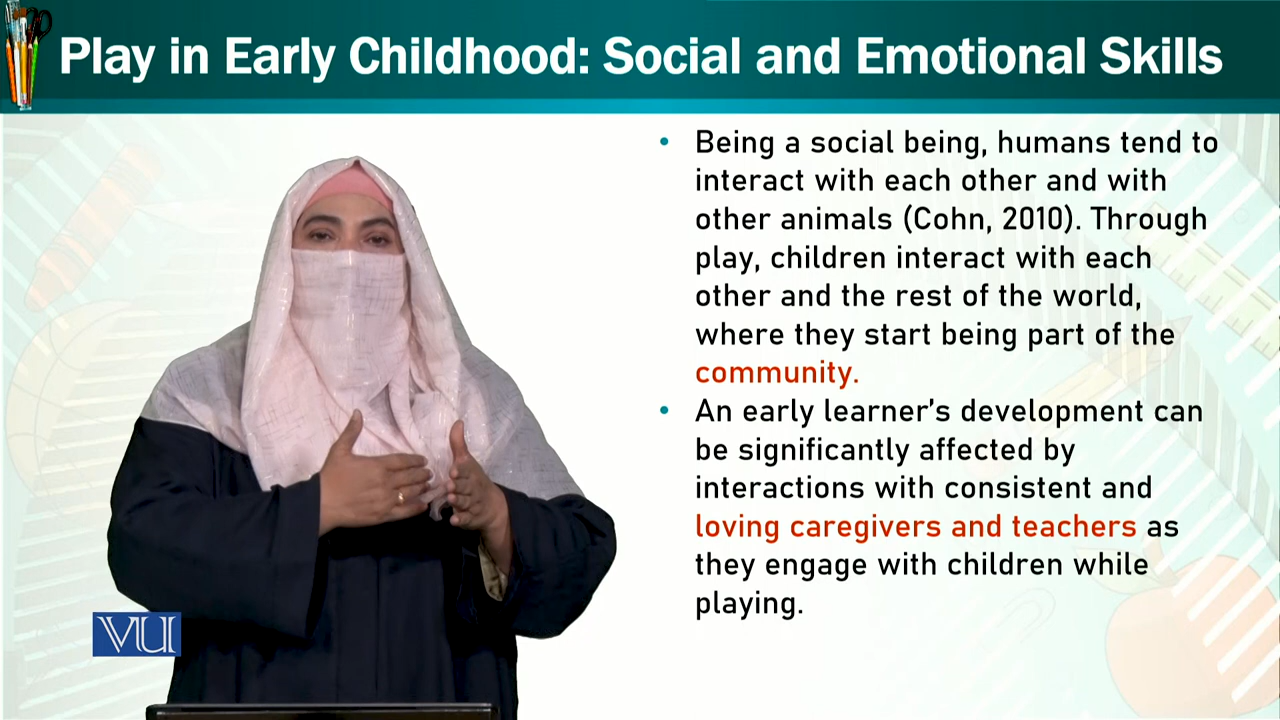 Play in Early Childhood: Social and Emotional Skills
• Being a social being, humans tend to
interact with each other and with
other animals (Cohn, 2010). Through
play, children interact with each
other and the rest of the world,
where they start being part of the
community.
• An early learner's development can
be significantly affected by
interactions with consistent and
loving caregivers and teachers as
they engage with children while
playing.
VU